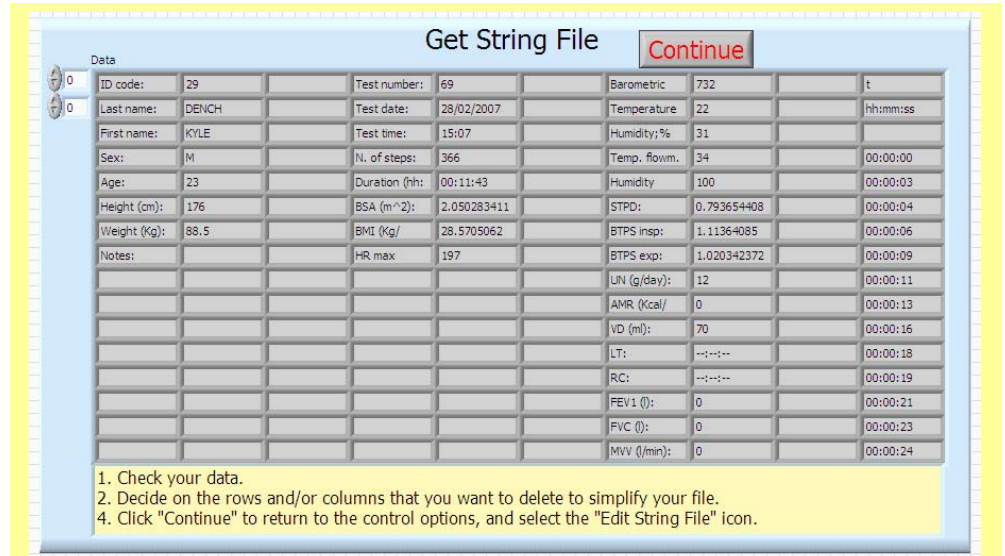 Get String File
Continue
Data
0 ID code: 29 Test number: 69 Barometric 732 t
0 Last name: DENCH Test date: 28/02/2007 Temperature 22 hh:mm:ss
First name: KYLE Test time: 15:07 Humidity;% 31
Sex: M N. of steps: 366 Temp. flowm. 34 00:00:00
Age: 23 Duration (hh: 00:11:43 Humidity 100 00:00:03
Height (cm): 176 BSA (m^2): 2.050283411 STPD: 0.793654408 00:00:04
Weight (Kg): 88.5 BMI (Kg/ 28.5705062 BTPS insp: 1.11364085 00:00:06
Notes: HR max 197 BTPS exp: 1.020342372 00:00:09
UN (g/day): 12 00:00:11
AMR (Kcal/ 0 00:00:13
VD (ml): 70 00:00:16
LT: --:--:-- 00:00:18
RC: --:--:-- 00:00:19
FEV1 (l): 0 00:00:21
FVC (l): 0 00:00:23
MVV (l/min): 0 00:00:24
1. Check your data.
2. Decide on the rows and/or columns that you want to delete to simplify your file.
4. Click "Continue" to return to the control options, and select the "Edit String File" icon.